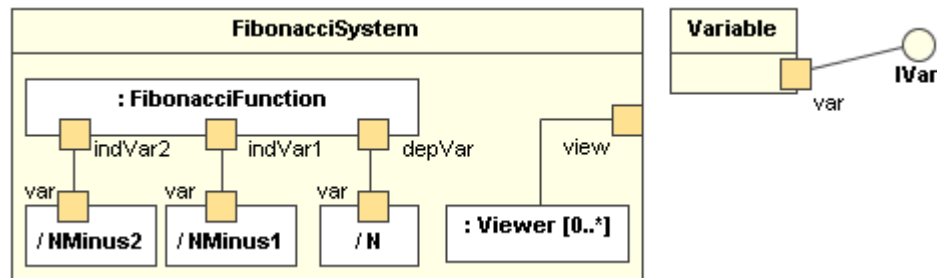 FibonacciSystem
: FibonacciFunction
indVar2
indVar1
depVar
view
var
var
var
/ NMinus2
/ NMinus1
/ N
: Viewer [0..*]
Variable
IVar
var